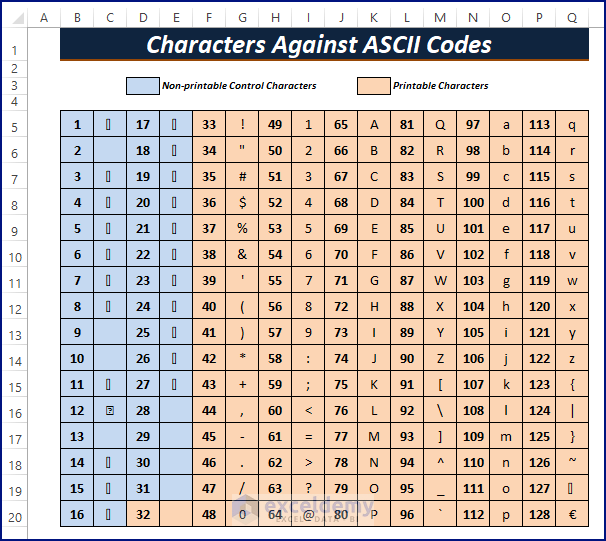 A B C D E F G H I J K L M N O P Q
1 Characters Against ASCII Codes
2
3 Non-printable Control Characters Printable Characters
4
5 1 17 33 ! 49 1 65 A 81 Q 97 a 113 q
6 2 18 34 " 50 2 66 B 82 R 98 b 114 r
7 3 19 35 # 51 3 67 C 83 S 99 c 115 s
8 4 20 36 $ 52 4 68 D 84 T 100 d 116 t
9 5 21 37 % 53 5 69 E 85 U 101 e 117 u
10 6 22 38 & 54 6 70 F 86 V 102 f 118 v
11 7 23 39 ' 55 7 71 G 87 W 103 g 119 w
12 8 24 40 ( 56 8 72 H 88 X 104 h 120 x
13 9 25 41 ) 57 9 73 I 89 Y 105 i 121 y
14 10 26 42 * 58 : 74 J 90 Z 106 j 122 z
15 11 27 43 + 59 ; 75 K 91 [ 107 k 123 {
16 12 28 44 , 60 < 76 L 92 \ 108 l 124 |
17 13 29 45 - 61 = 77 M 93 ] 109 m 125 }
18 14 30 46 . 62 > 78 N 94 ^ 110 n 126 ~
19 15 31 47 / 63 ? 79 O 95 _ 111 o 127
20 16 32 48 0 64 @ 80 P 96 ` 112 p 128 €
exceldemy
EXCEL · DATA · BI